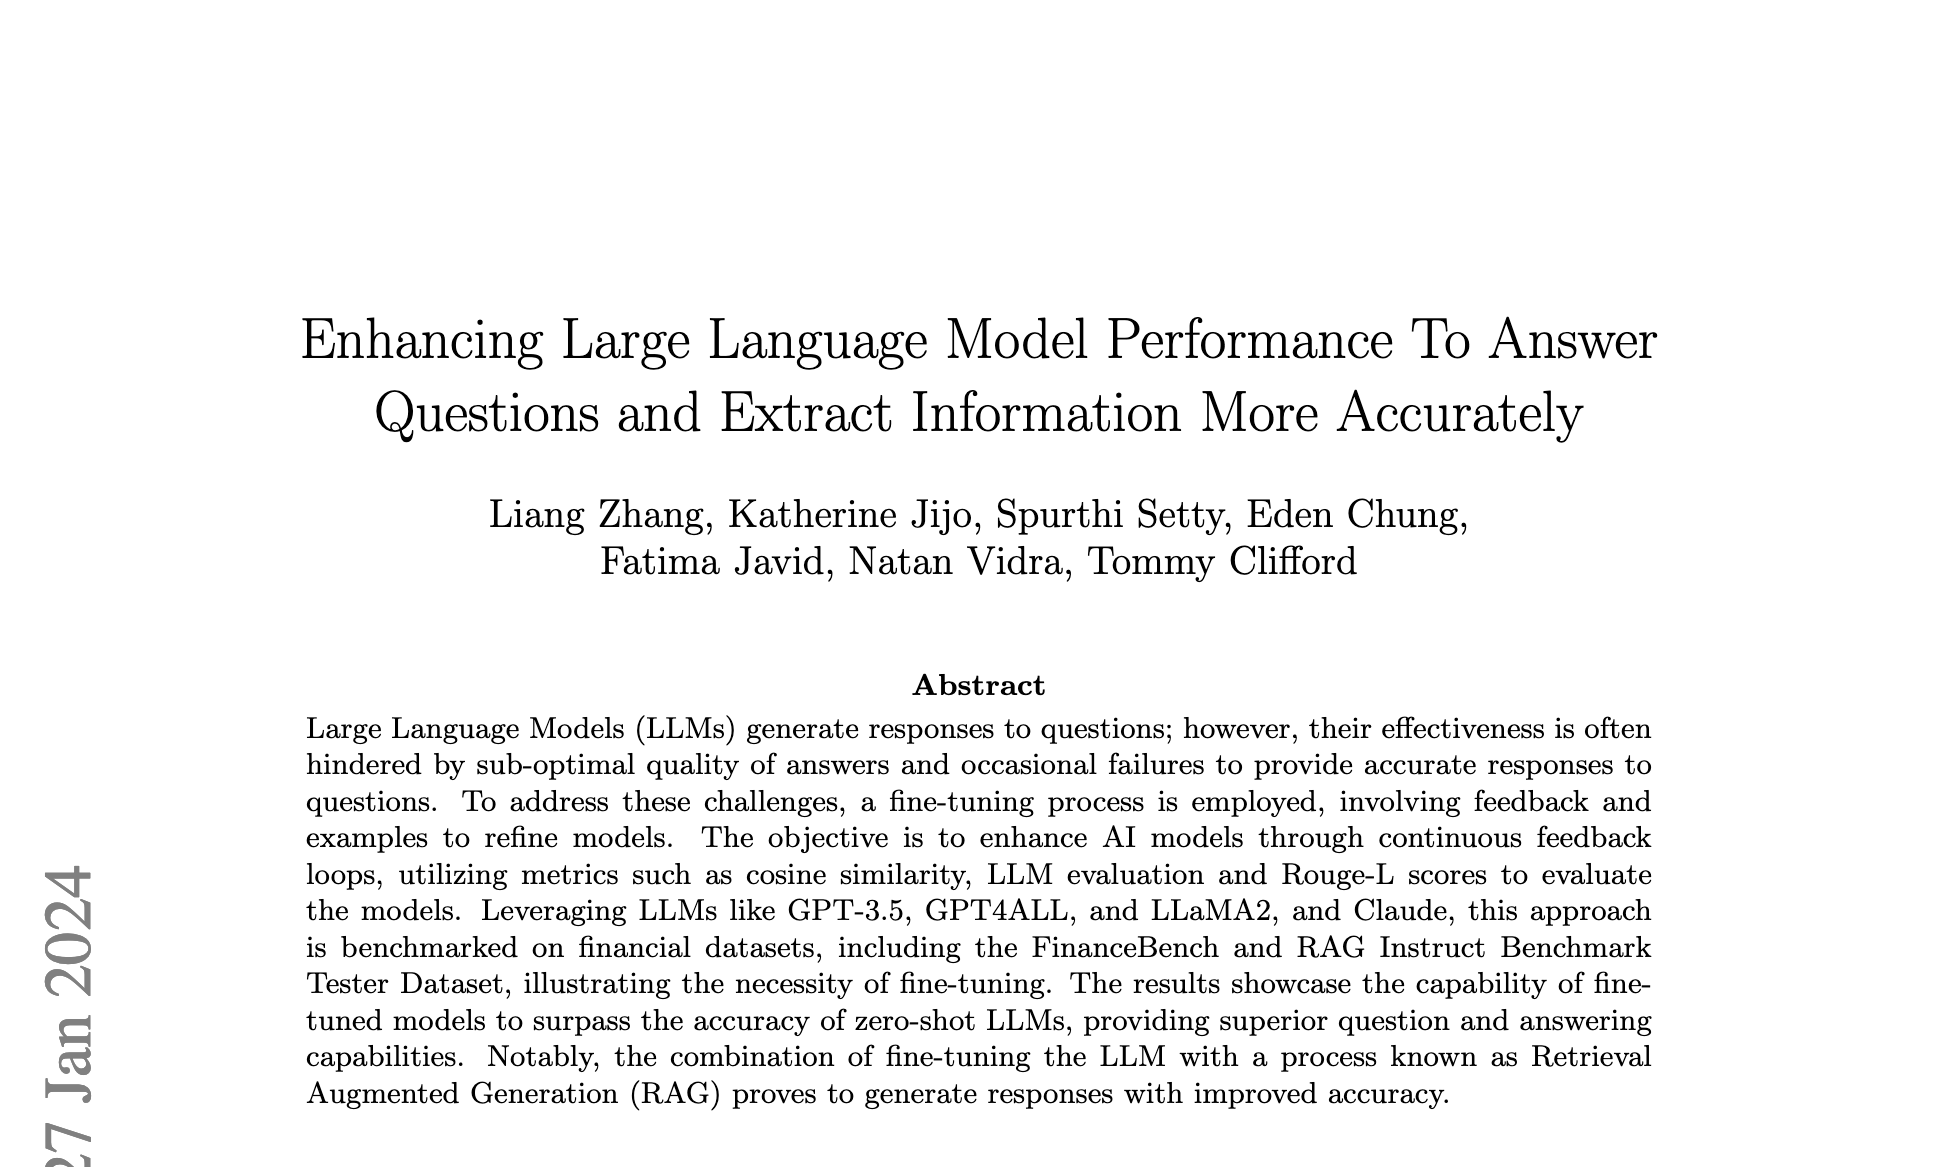 Enhancing Large Language Model Performance To Answer
Questions and Extract Information More Accurately
Liang Zhang, Katherine Jijo, Spurthi Setty, Eden Chung,
Fatima Javid, Natan Vidra, Tommy Clifford
Abstract
Large Language Models (LLMs) generate responses to questions; however, their effectiveness is often
hindered by sub-optimal quality of answers and occasional failures to provide accurate responses to
questions. To address these challenges, a fine-tuning process is employed, involving feedback and
examples to refine models. The objective is to enhance AI models through continuous feedback
loops, utilizing metrics such as cosine similarity, LLM evaluation and Rouge-L scores to evaluate
the models. Leveraging LLMs like GPT-3.5, GPT4ALL, and LLaMA2, and Claude, this approach
is benchmarked on financial datasets, including the FinanceBench and RAG Instruct Benchmark
Tester Dataset, illustrating the necessity of fine-tuning. The results showcase the capability of fine-
tuned models to surpass the accuracy of zero-shot LLMs, providing superior question and answering
capabilities. Notably, the combination of fine-tuning the LLM with a process known as Retrieval
Augmented Generation (RAG) proves to generate responses with improved accuracy.
27 Jan 2024